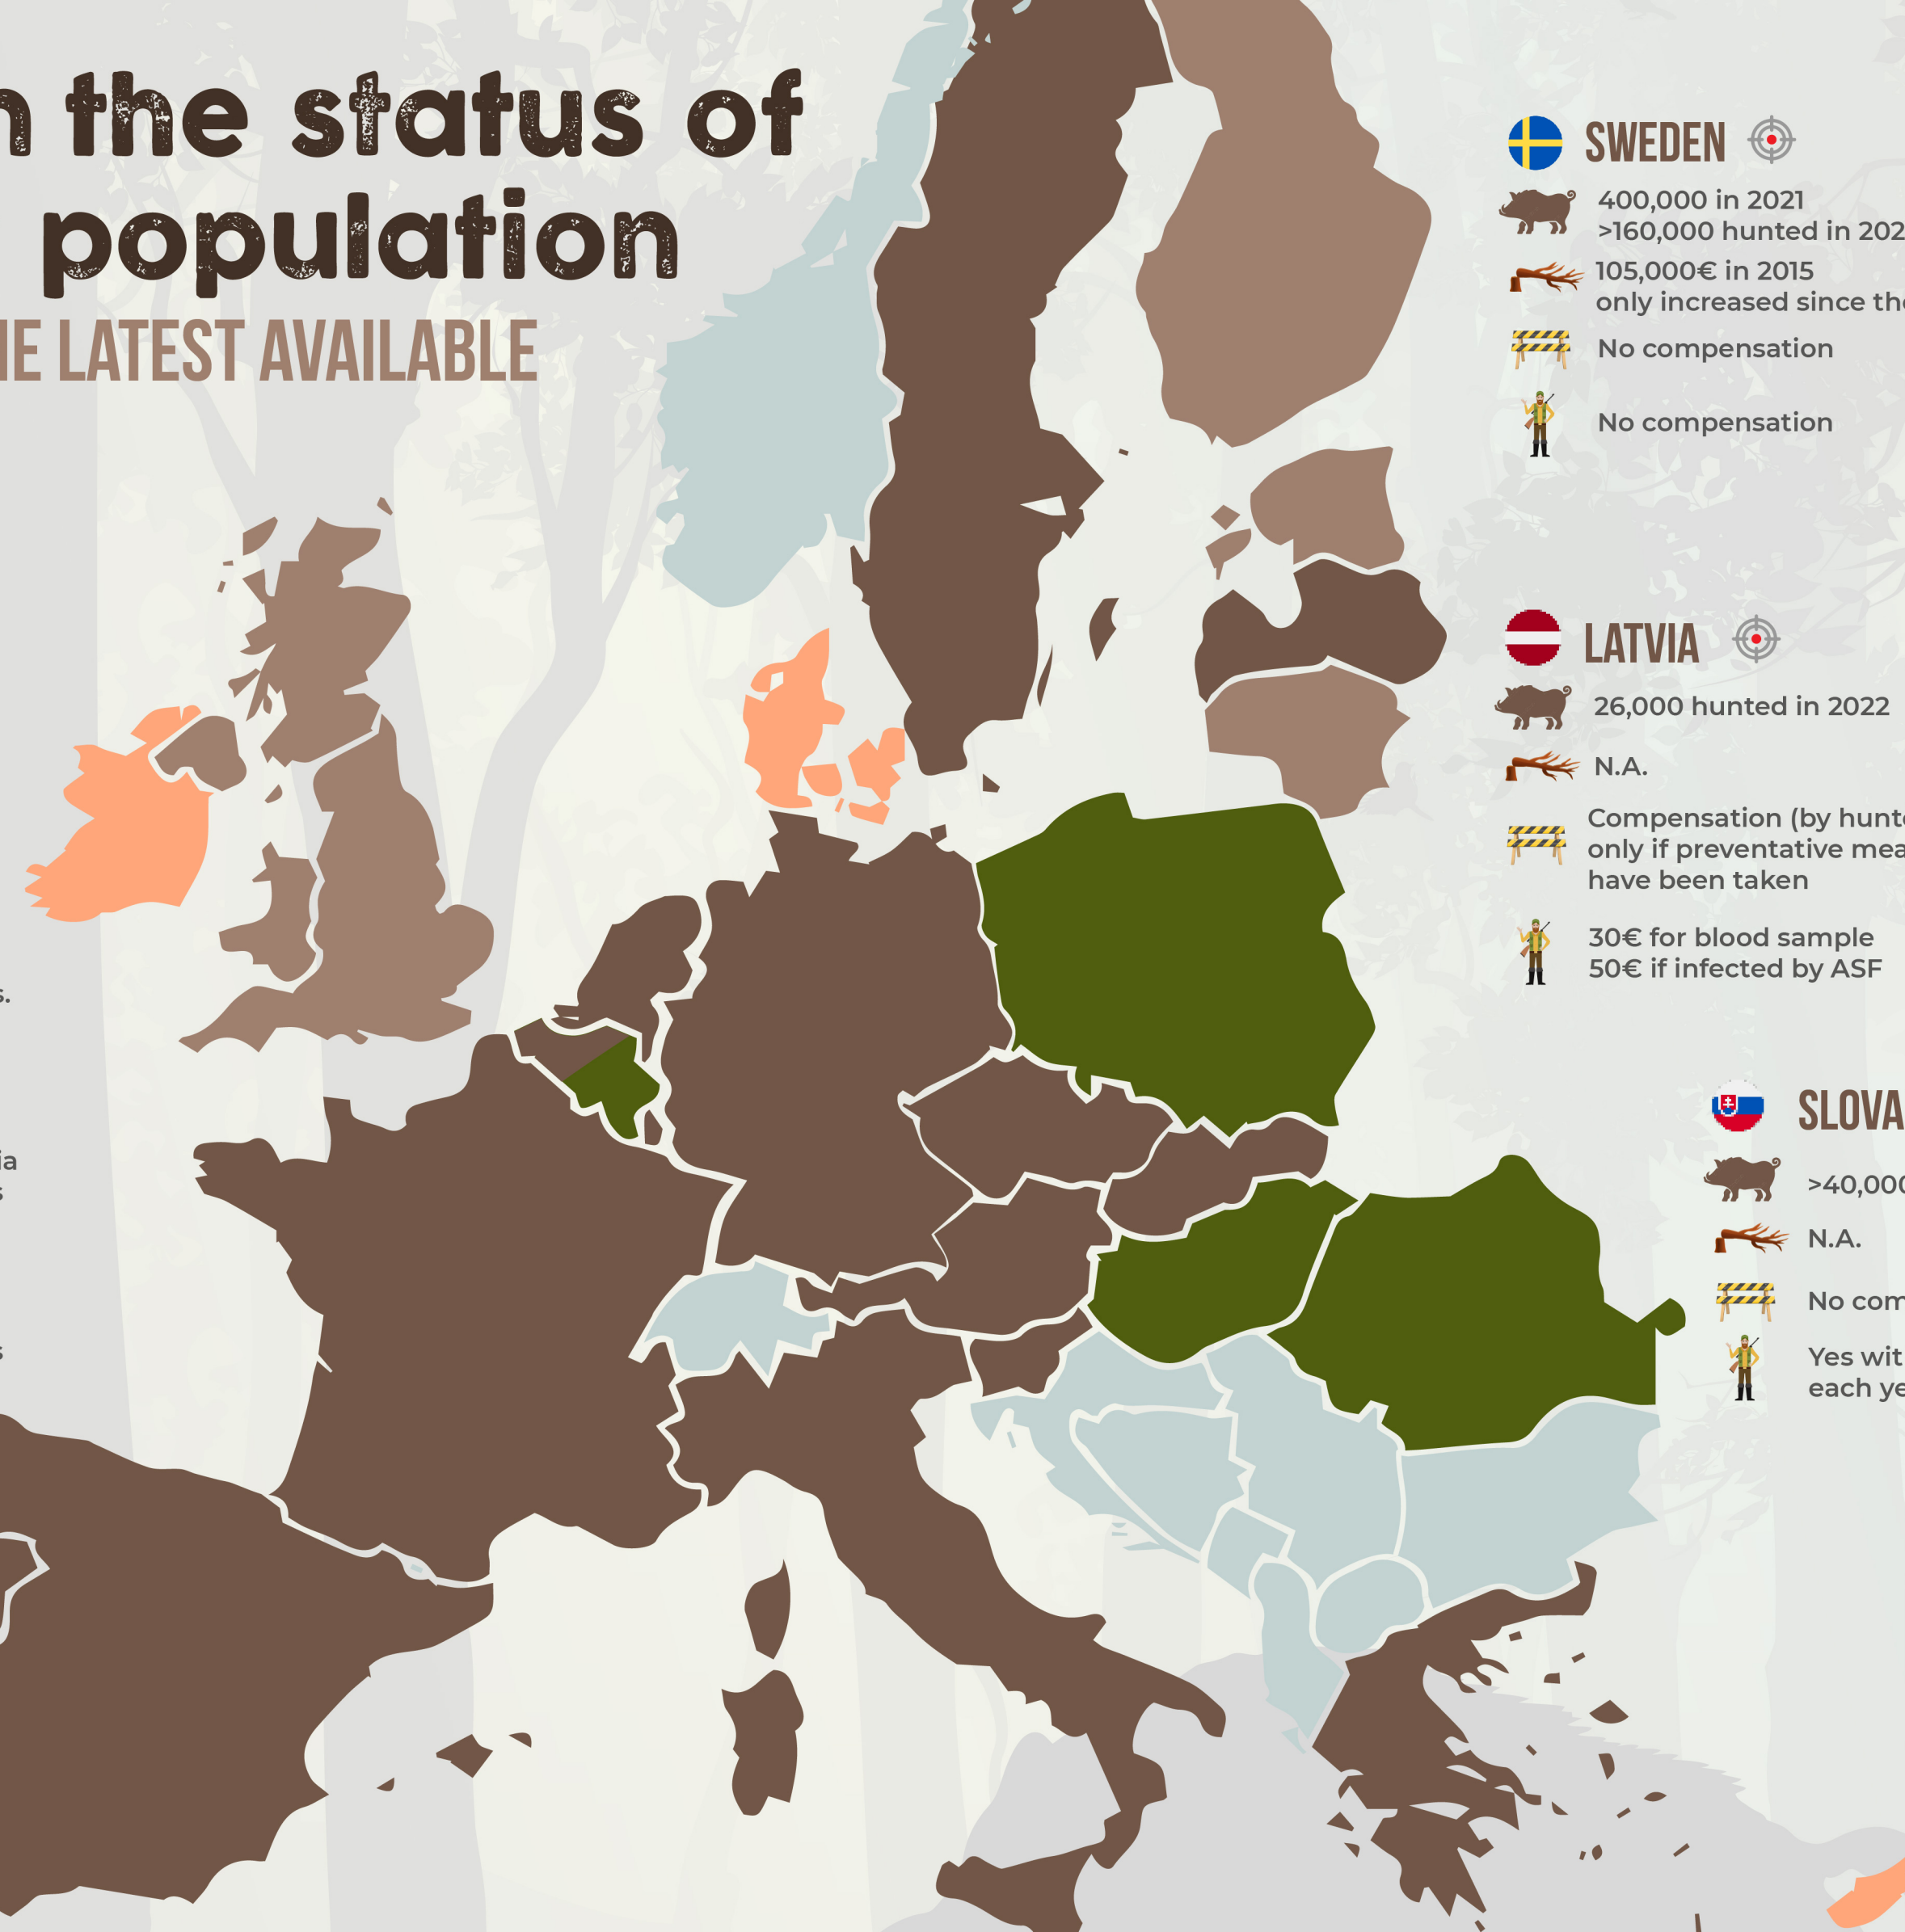 the status of
population
LATEST AVAILABLE
SWEDEN
400,000 in 2021
>160,000 hunted in 202
105,000€ in 2015
only increased since the
No compensation
No compensation
LATVIA
26,000 hunted in 2022
N.A.
Compensation (by hunte
only if preventative mea
have been taken
30€ for blood sample
50€ if infected by ASF
s.
SLOVA
ia
s
>40,000
N.A.
No com
s
Yes wit
each ye